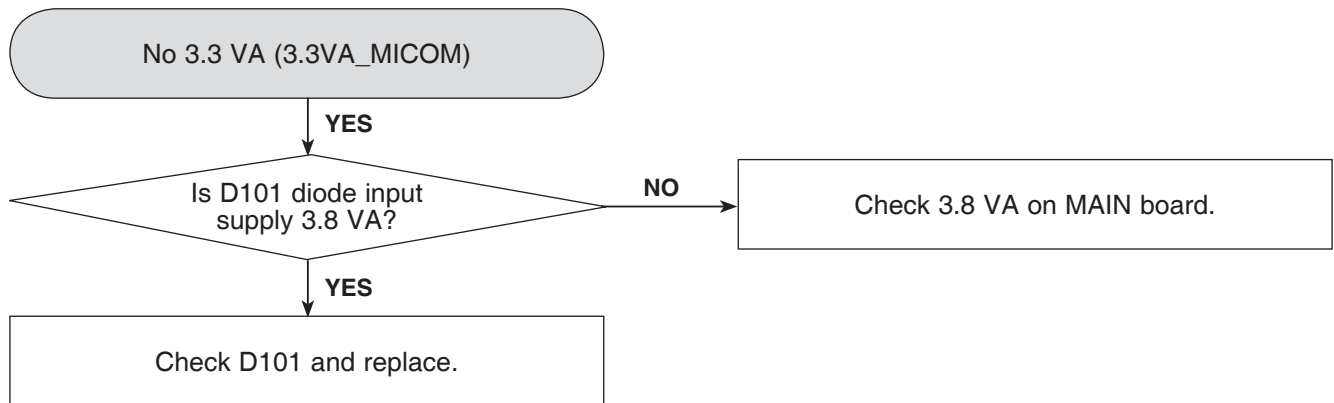 No 3.3 VA (3.3VA_MICOM)
YES
Is D101 diode input
supply 3.8 VA?
NO
Check 3.8 VA on MAIN board.
YES
Check D101 and replace.